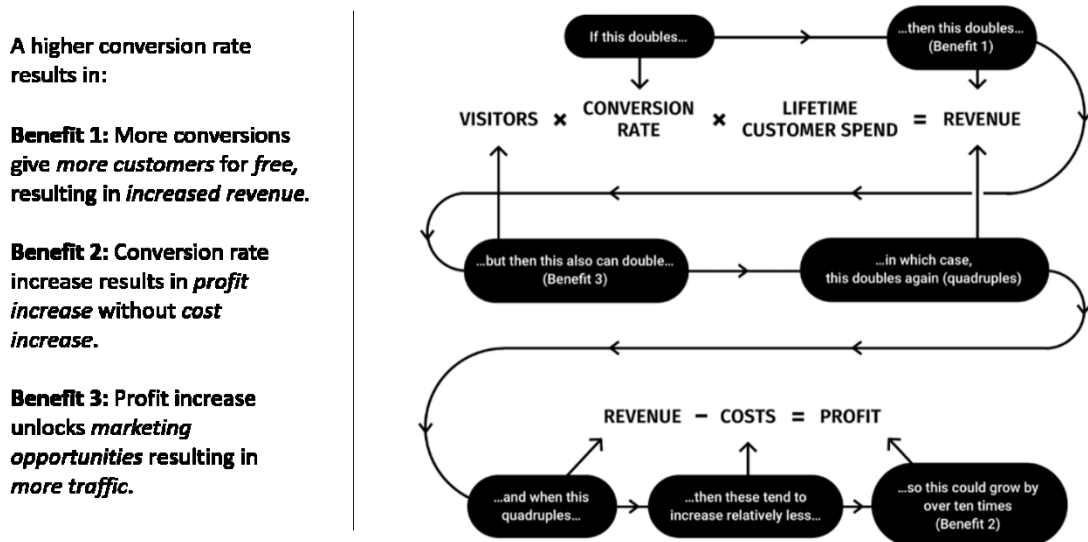 A higher conversion rate
results in:
Benefit 1: More conversions
give more customers for free,
resulting in increased revenue.
Benefit 2: Conversion rate
increase results in profit
increase without cost
increase.
Benefit 3: Profit increase
unlocks marketing
opportunities resulting in
more traffic.
If this doubles...
...then this doubles...
(Benefit 1)
VISITORS × CONVERSION
RATE × LIFETIME
CUSTOMER SPEND = REVENUE
...but then this also can double...
(Benefit 3)
...in which case,
this doubles again (quadruples)
REVENUE – COSTS = PROFIT
...and when this
quadruples...
...then these tend to
increase relatively less...
...so this could grow by
over ten times
(Benefit 2)